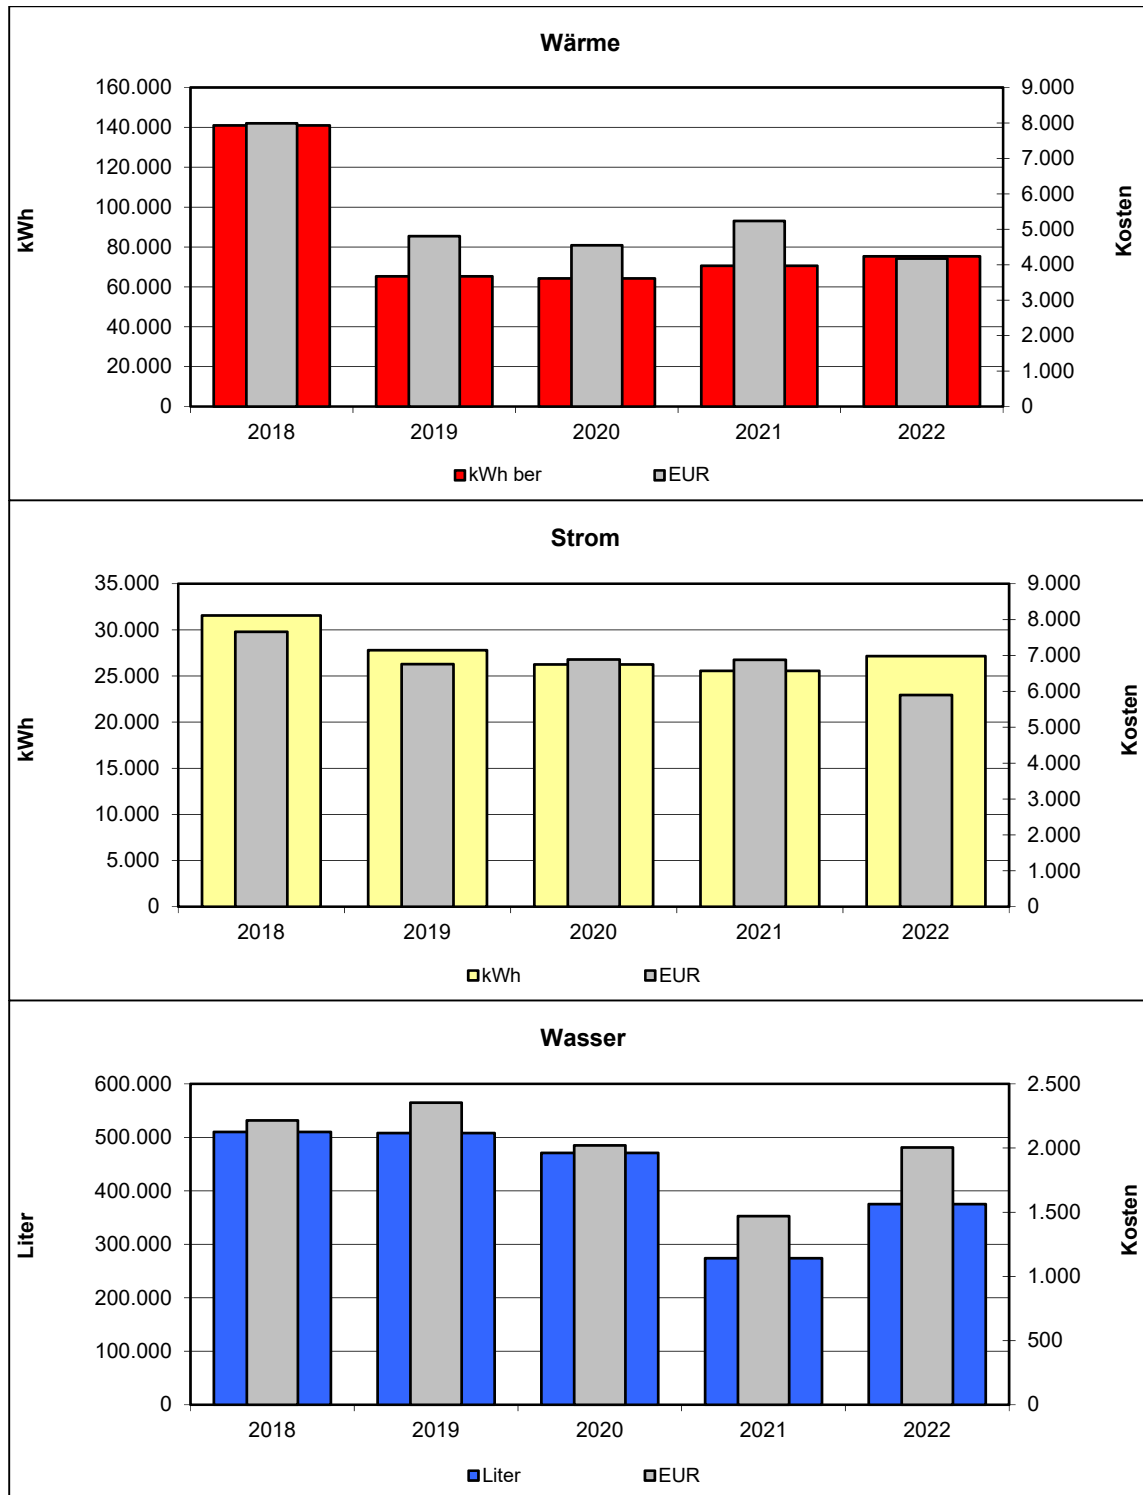 Wärme
160.000 9.000
140.000 8.000
120.000 7.000
100.000 6.000
80.000 5.000
60.000 4.000
40.000 3.000
20.000 2.000
0 1.000
0
kWh
Kosten
2018 2019 2020 2021 2022
kWh ber EUR
Strom
35.000 9.000
30.000 8.000
25.000 7.000
20.000 6.000
15.000 5.000
10.000 4.000
5.000 3.000
0 2.000
1.000
0
kWh
Kosten
2018 2019 2020 2021 2022
kWh EUR
Wasser
600.000 2.500
500.000 2.000
400.000 1.500
300.000 1.000
200.000 500
100.000 0
0
Liter
Kosten
2018 2019 2020 2021 2022
Liter EUR